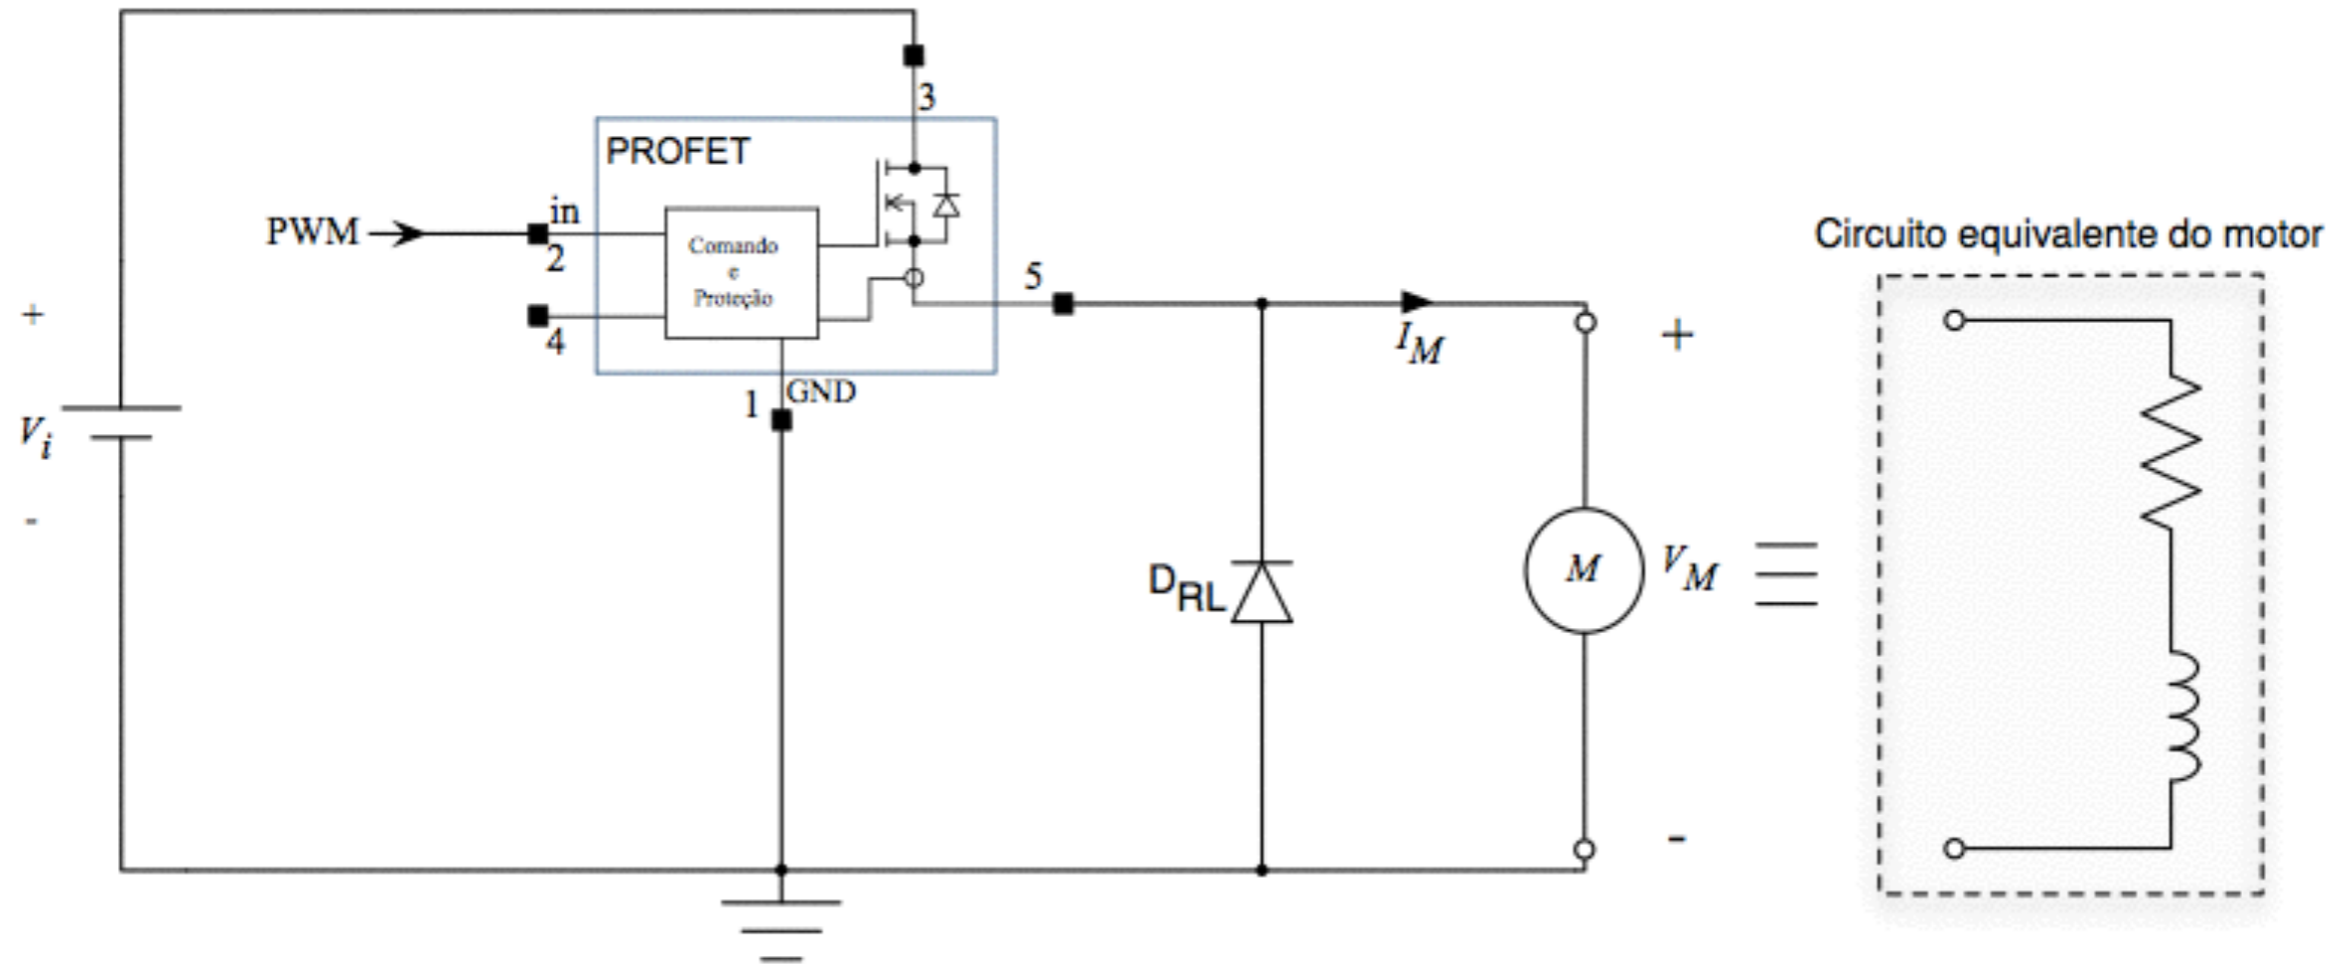 3
PROFET
in
PWM
2
Comando
e
Proteção
4
5
1
GND
+
V_i
-
I_M
+
D_RL
M
V_M
-
Circuito equivalente do motor